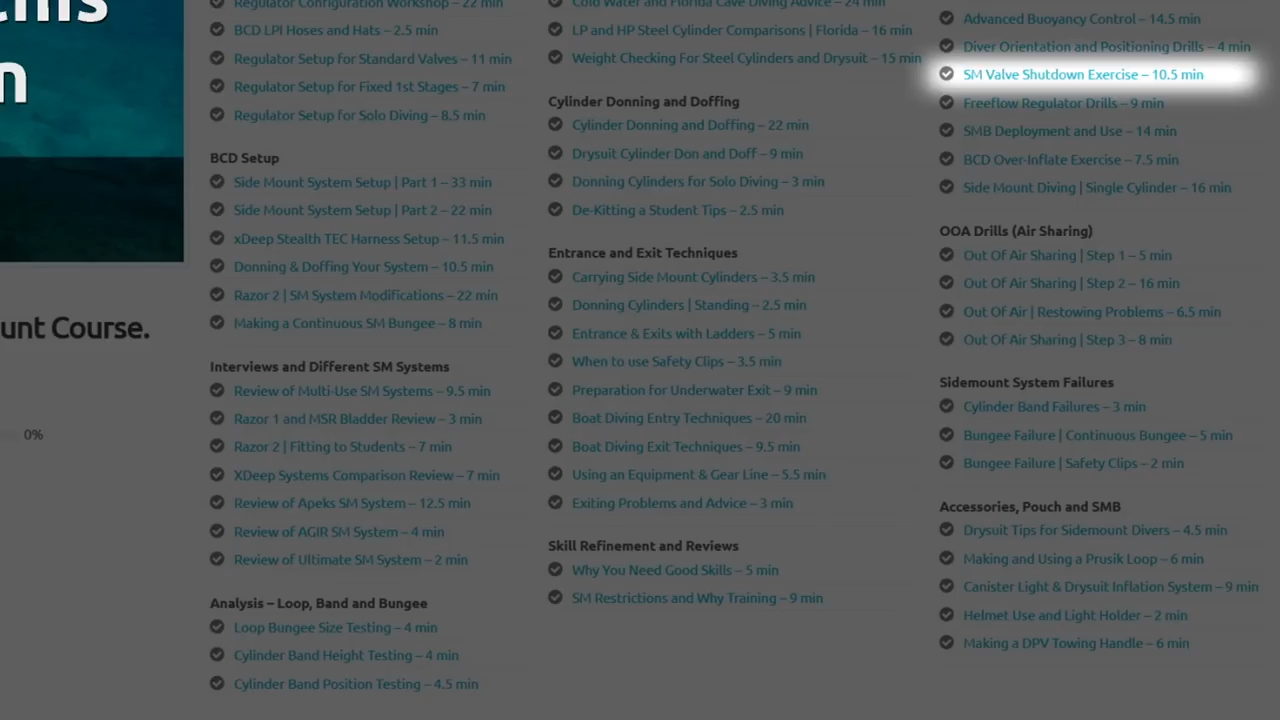 this
n
unt Course.
0%
Regulator Configuration Workshop – 22 min
BCD LPI Hoses and Hats – 2.5 min
Regulator Setup for Standard Valves – 11 min
Regulator Setup for Fixed 1st Stages – 7 min
Regulator Setup for Solo Diving – 8.5 min
BCD Setup
Side Mount System Setup | Part 1 – 33 min
Side Mount System Setup | Part 2 – 22 min
xDeep Stealth TEC Harness Setup – 11.5 min
Donning & Doffing Your System – 10.5 min
Razor 2 | SM System Modifications – 22 min
Making a Continuous SM Bungee – 8 min
Interviews and Different SM Systems
Review of Multi-Use SM Systems – 9.5 min
Razor 1 and MSR Bladder Review – 3 min
Razor 2 | Fitting to Students – 7 min
XDeep Systems Comparison Review – 7 min
Review of Apeks SM System – 12.5 min
Review of AGIR SM System – 4 min
Review of Ultimate SM System – 2 min
Analysis – Loop, Band and Bungee
Loop Bungee Size Testing – 4 min
Cylinder Band Height Testing – 4 min
Cylinder Band Position Testing – 4.5 min
Cold Water and Florida Cave Diving Advice – 24 min
LP and HP Steel Cylinder Comparisons | Florida – 16 min
Weight Checking For Steel Cylinders and Drysuit – 15 min
Cylinder Donning and Doffing
Cylinder Donning and Doffing – 22 min
Drysuit Cylinder Don and Doff – 9 min
Donning Cylinders for Solo Diving – 3 min
De-Kitting a Student Tips – 2.5 min
Entrance and Exit Techniques
Carrying Side Mount Cylinders – 3.5 min
Donning Cylinders | Standing – 2.5 min
Entrance & Exits with Ladders – 5 min
When to use Safety Clips – 3.5 min
Preparation for Underwater Exit – 9 min
Boat Diving Entry Techniques – 20 min
Boat Diving Exit Techniques – 9.5 min
Using an Equipment & Gear Line – 5.5 min
Exiting Problems and Advice – 3 min
Skill Refinement and Reviews
Why You Need Good Skills – 5 min
SM Restrictions and Why Training – 9 min
Advanced Buoyancy Control – 14.5 min
Diver Orientation and Positioning Drills – 4 min
SM Valve Shutdown Exercise – 10.5 min
Freeflow Regulator Drills – 9 min
SMB Deployment and Use – 14 min
BCD Over-Inflate Exercise – 7.5 min
Side Mount Diving | Single Cylinder – 16 min
OOA Drills (Air Sharing)
Out Of Air Sharing | Step 1 – 5 min
Out Of Air Sharing | Step 2 – 16 min
Out Of Air | Restowing Problems – 6.5 min
Out Of Air Sharing | Step 3 – 8 min
Sidemount System Failures
Cylinder Band Failures – 3 min
Bungee Failure | Continuous Bungee – 5 min
Bungee Failure | Safety Clips – 2 min
Accessories, Pouch and SMB
Drysuit Tips for Sidemount Divers – 4.5 min
Making and Using a Prusik Loop – 6 min
Canister Light & Drysuit Inflation System – 9 min
Helmet Use and Light Holder – 2 min
Making a DPV Towing Handle – 6 min